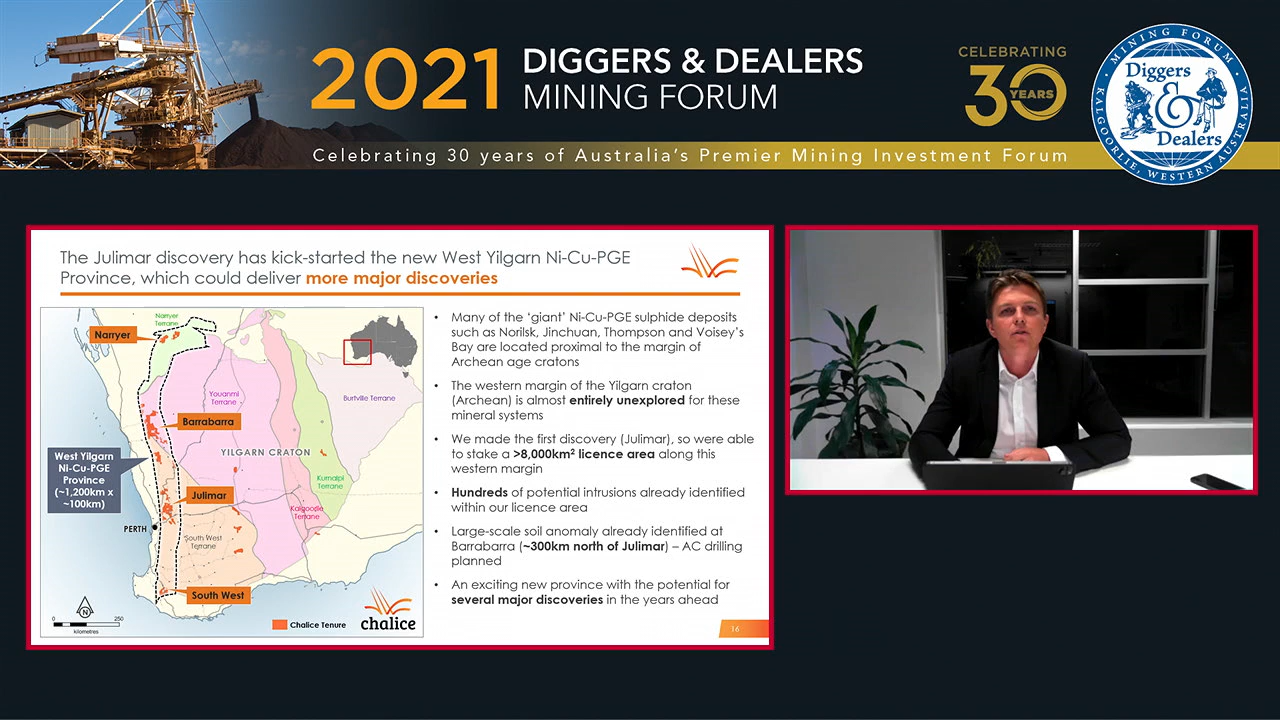 2021 DIGGERS & DEALERS
MINING FORUM
CELEBRATING
30 YEARS
Celebrating 30 years of Australia's Premier Mining Investment Forum
MINING FORUM
Diggers
&
Dealers
KALGOORLIE, WESTERN AUSTRALIA
The Julimar discovery has kick-started the new West Yilgarn Ni-Cu-PGE
Province, which could deliver more major discoveries
Narryer
Terrane
Narryer
Youanmi
Terrane
Burtville Terrane
Barrabarra
YILGARN CRATON
West Yilgarn
Ni-Cu-PGE
Province
(~1,200km x
~100km)
Kurnalpi
Terrane
Julimar
Kalgoorlie
Terrane
PERTH
South West
Terrane
South West
N
0 250
kilometres
Chalice Tenure
chalice
• Many of the 'giant' Ni-Cu-PGE sulphide deposits
such as Norilsk, Jinchuan, Thompson and Voisey's
Bay are located proximal to the margin of
Archean age cratons
• The western margin of the Yilgarn craton
(Archean) is almost entirely unexplored for these
mineral systems
• We made the first discovery (Julimar), so were able
to stake a >8,000km² licence area along this
western margin
• Hundreds of potential intrusions already identified
within our licence area
• Large-scale soil anomaly already identified at
Barrabarra (~300km north of Julimar) – AC drilling
planned
• An exciting new province with the potential for
several major discoveries in the years ahead
16